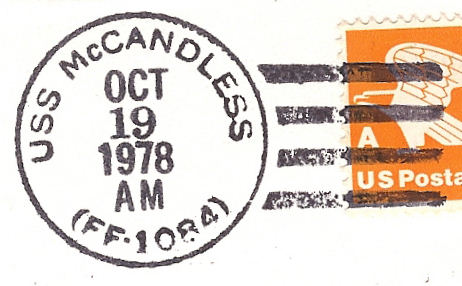 USS McCANDLESS
OCT
19
1978
AM
(FF-1084)
A
US Posta